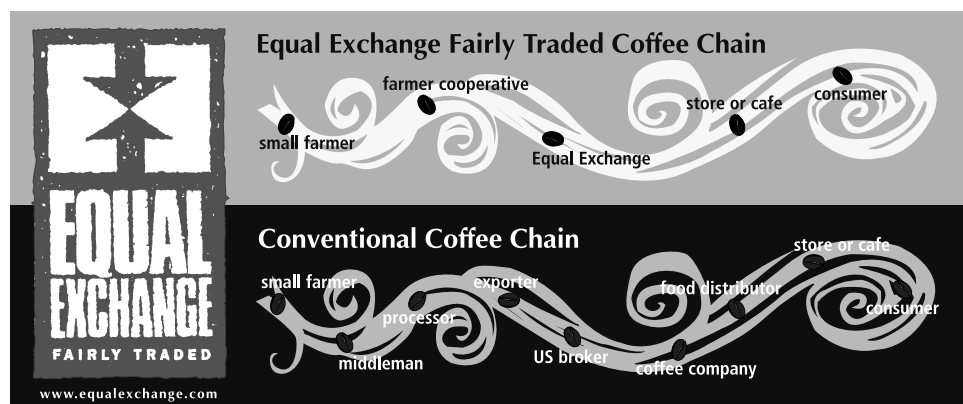 EQUAL
EXCHANGE
FAIRLY TRADED
www.equalexchange.com
Equal Exchange Fairly Traded Coffee Chain
small farmer
farmer cooperative
Equal Exchange
store or cafe
consumer
Conventional Coffee Chain
small farmer
middleman
processor
exporter
US broker
coffee company
food distributor
store or cafe
consumer